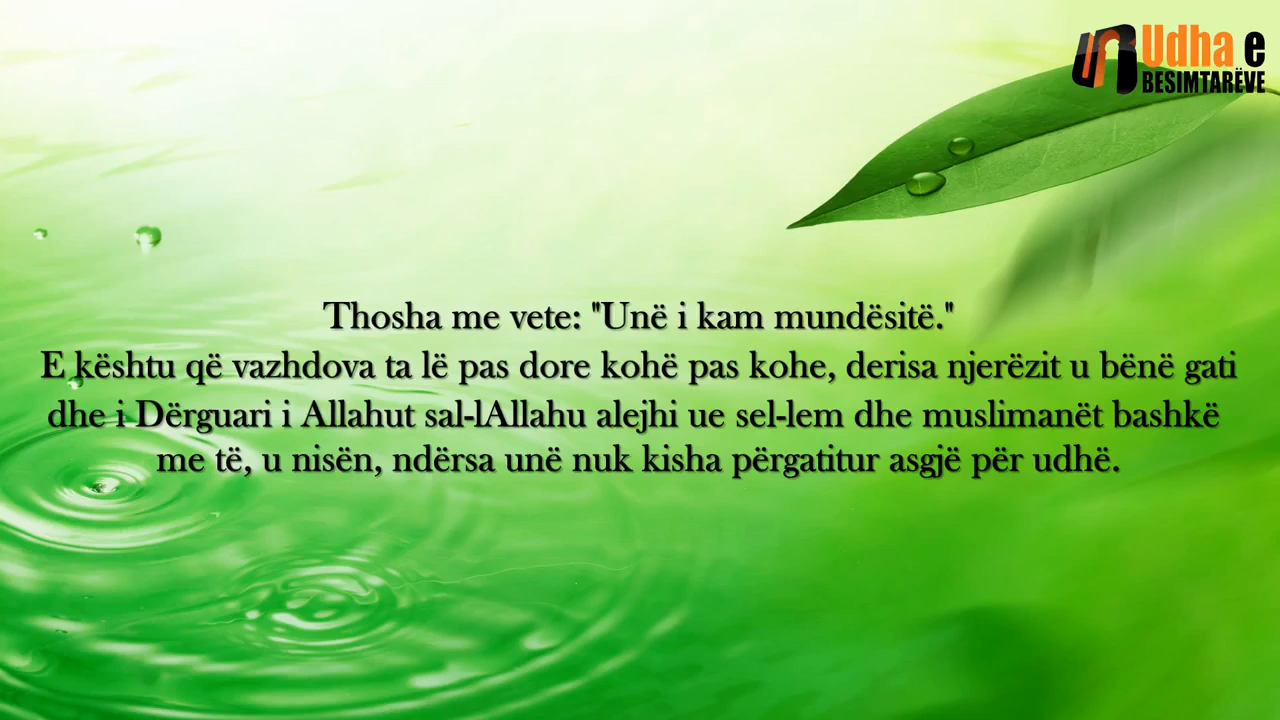 Udha e
BESIMTARËVE
Thosha me vete: "Unë i kam mundësitë."
E kështu që vazhdova ta lë pas dore kohë pas kohe, derisa njerëzit u bënë gati
dhe i Dërguari i Allahut sal-lAllahu alejhi ue sel-lem dhe muslimanët bashkë
me të, u nisën, ndërsa unë nuk kisha përgatitur asgjë për udhë.